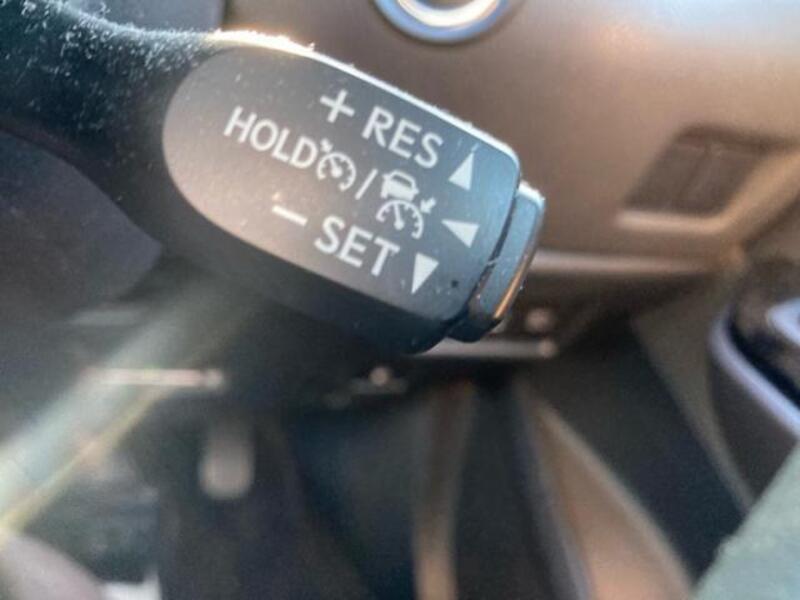 + RES
HOLD /
- SET